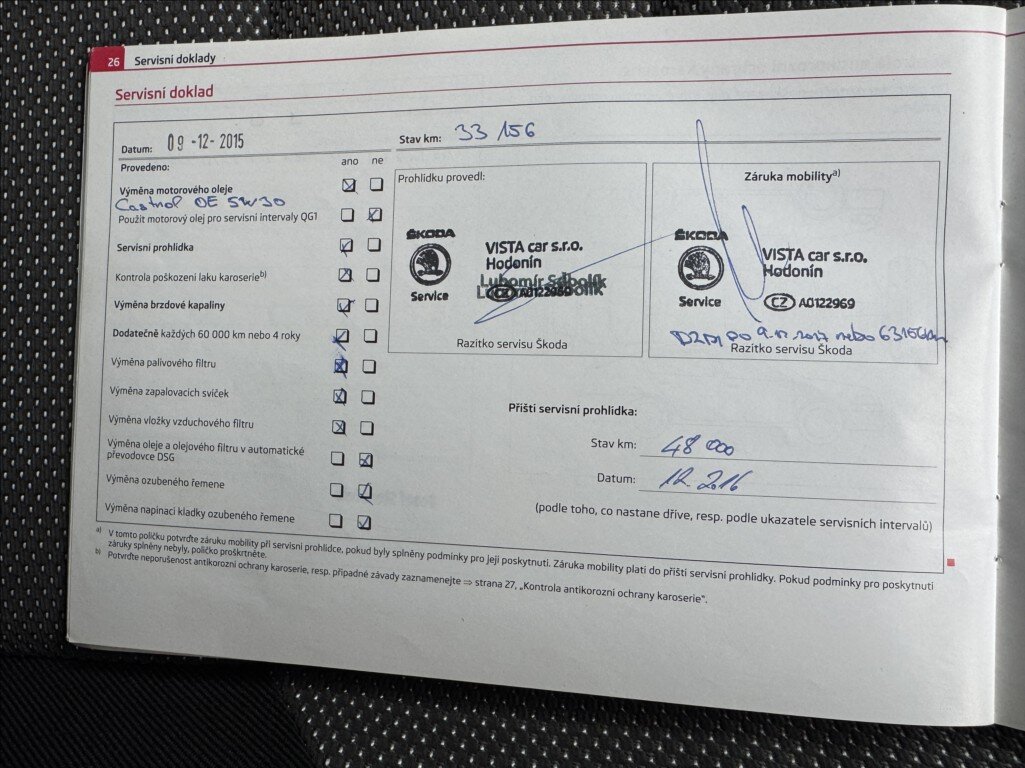 26 Servisní doklady
Servisní doklad
Datum: 09-12-2015
Stav km: 33 156
Provedeno: ano ne
Výměna motorového oleje
Castrol OE 5W30
Použit motorový olej pro servisní intervaly QG1
Servisní prohlídka
Kontrola poškození laku karoserie b)
Výměna brzdové kapaliny
Dodatečně každých 60 000 km nebo 4 roky
Výměna palivového filtru
Výměna zapalovacích svíček
Výměna vložky vzduchového filtru
Výměna oleje a olejového filtru v automatické
převodovce DSG
Výměna ozubeného řemene
Výměna napínací kladky ozubeného řemene
Prohlídku provedl:
ŠKODA
Service
VISTA car s.r.o.
Hodonín
Lubomír Sobolík
CZ A0122969
Razítko servisu Škoda
Záruka mobility a)
ŠKODA
Service
VISTA car s.r.o.
Hodonín
CZ A0122969
PO 9.12.2017 nebo 63156km
Razítko servisu Škoda
Příští servisní prohlídka:
Stav km: 48 000
Datum: 12. 2016
(podle toho, co nastane dříve, resp. podle ukazatele servisních intervalů)
a) V tomto políčku potvrďte záruku mobility při servisní prohlídce, pokud byly splněny podmínky pro její poskytnutí. Záruka mobility platí do příští servisní prohlídky. Pokud podmínky pro poskytnutí
záruky splněny nebyly, políčko proškrtněte.
b) Potvrďte neporušenost antikorozní ochrany karoserie, resp. případné závady zaznamenejte ⇒ strana 27, „Kontrola antikorozní ochrany karoserie“.